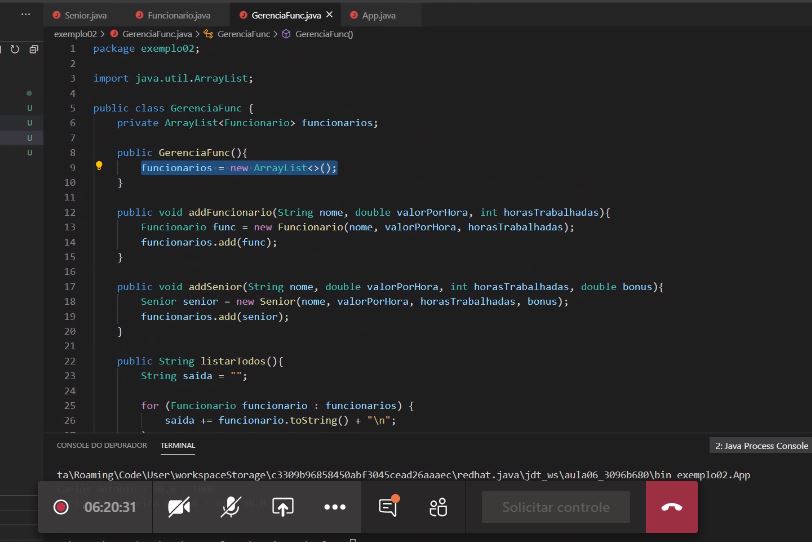 Senior.java Funcionario.java GerenciaFunc.java App.java
exemplo02 > GerenciaFunc.java > GerenciaFunc > GerenciaFunc()
1 package exemplo02;
2
3 import java.util.ArrayList;
4
5 public class GerenciaFunc {
6 private ArrayList<Funcionario> funcionarios;
7
8 public GerenciaFunc(){
9 funcionarios = new ArrayList<>();
10 }
11
12 public void addFuncionario(String nome, double valorPorHora, int horasTrabalhadas){
13 Funcionario func = new Funcionario(nome, valorPorHora, horasTrabalhadas);
14 funcionarios.add(func);
15 }
16
17 public void addSenior(String nome, double valorPorHora, int horasTrabalhadas, double bonus){
18 Senior senior = new Senior(nome, valorPorHora, horasTrabalhadas, bonus);
19 funcionarios.add(senior);
20 }
21
22 public String listarTodos(){
23 String saida = "";
24
25 for (Funcionario funcionario : funcionarios) {
26 saida += funcionario.toString() + "\n";
U
U
U
U
CONSOLE DO DEPURADOR TERMINAL 2: Java Process Console
ta\Roaming\Code\User\workspaceStorage\c3309b96858450abf3045cead26aaaec\redhat.java\jdt_ws\aula06_3096b680\bin exemplo02.App
06:20:31 Solicitar controle